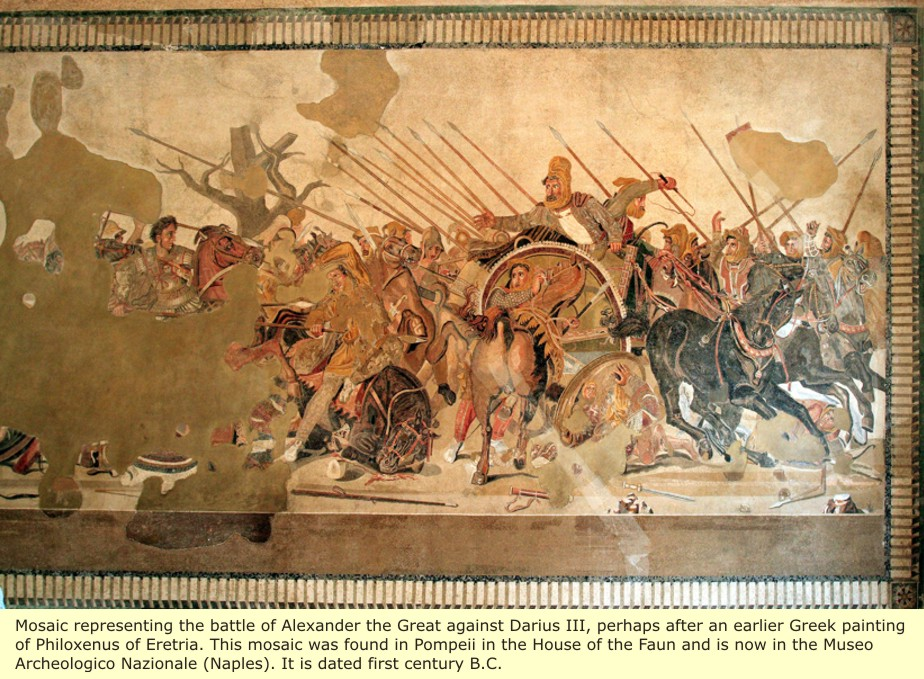 Mosaic representing the battle of Alexander the Great against Darius III, perhaps after an earlier Greek painting
of Philoxenus of Eretria. This mosaic was found in Pompeii in the House of the Faun and is now in the Museo
Archeologico Nazionale (Naples). It is dated first century B.C.